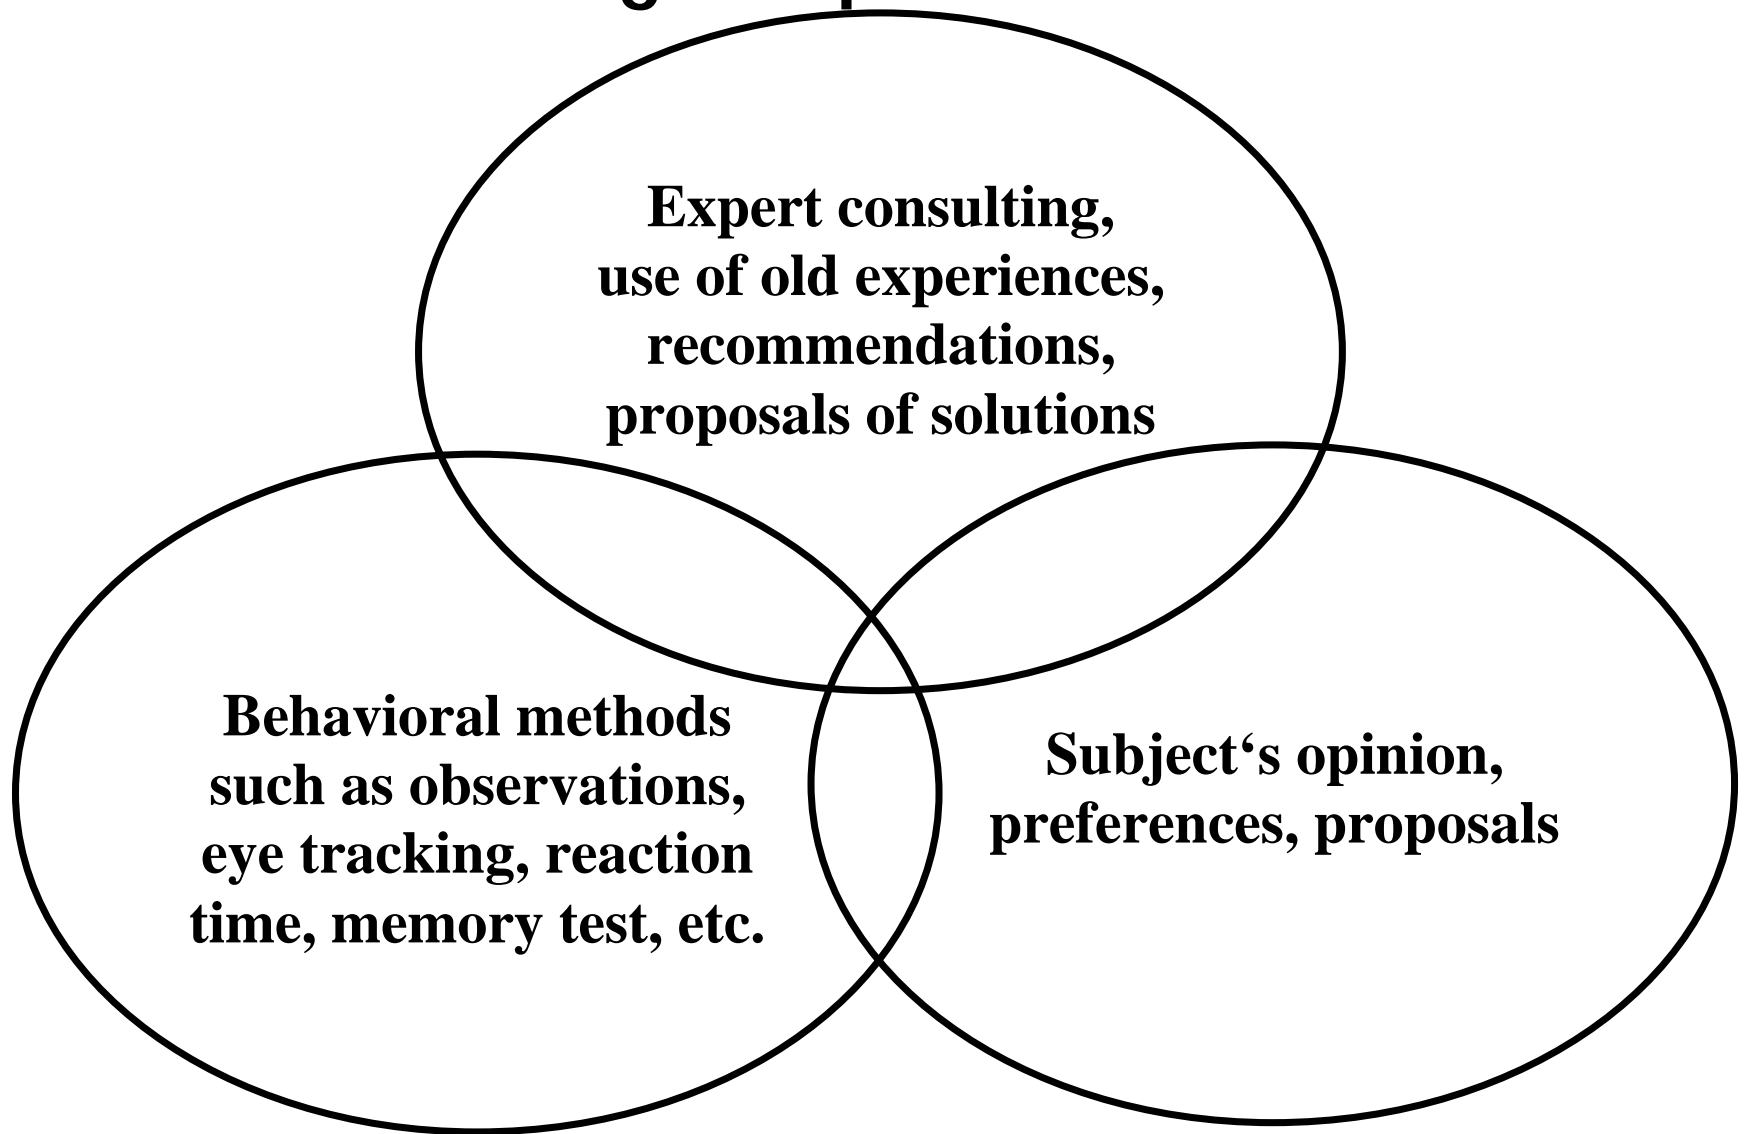 Expert consulting,
use of old experiences,
recommendations,
proposals of solutions
Behavioral methods
such as observations,
eye tracking, reaction
time, memory test, etc.
Subject‘s opinion,
preferences, proposals